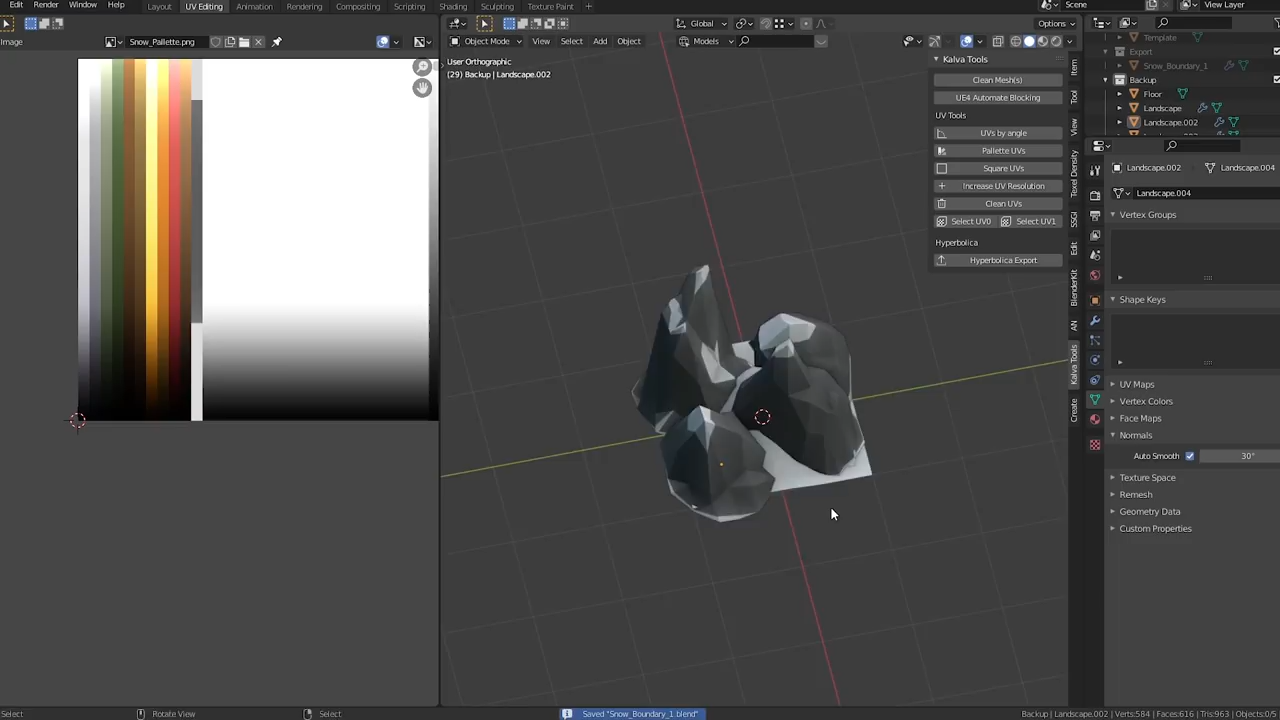 Edit Render Window Help Layout UV Editing Animation Rendering Compositing Scripting Shading Sculpting Texture Paint + Scene View Layer
Global Options
Image Snow_Pallette.png Object Mode View Select Add Object Models
User Orthographic
(29) Backup | Landscape.002
Kalva Tools
Clean Mesh(s)
UE4 Automate Blocking
UV Tools
UVs by angle
Pallette UVs
Square UVs
Increase UV Resolution
Clean UVs
Select UV0 Select UV1
Hyperbolica
Hyperbolica Export
Item
Tool
View
Texel Density
SSGI
Edit
BlenderKit
AN
Kalva Tools
Create
Template
Export
Snow_Boundary_1
Backup
Floor
Landscape
Landscape.002
Landscape.002 Landscape.004
Landscape.004
Vertex Groups
Shape Keys
UV Maps
Vertex Colors
Face Maps
Normals
Auto Smooth 30°
Texture Space
Remesh
Geometry Data
Custom Properties
Select Rotate View Select Saved "Snow_Boundary_1.blend" Backup | Landscape.002 | Verts:584 | Faces:616 | Tris:963 | Objects:0/5